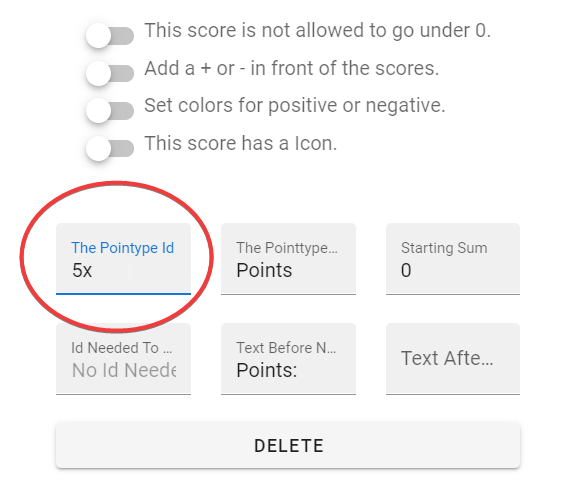 This score is not allowed to go under 0.
Add a + or - in front of the scores.
Set colors for positive or negative.
This score has a Icon.
The Pointype Id
5x
The Pointtype...
Points
Starting Sum
0
Id Needed To ...
No Id Neede
Text Before N...
Points:
Text Afte...
DELETE